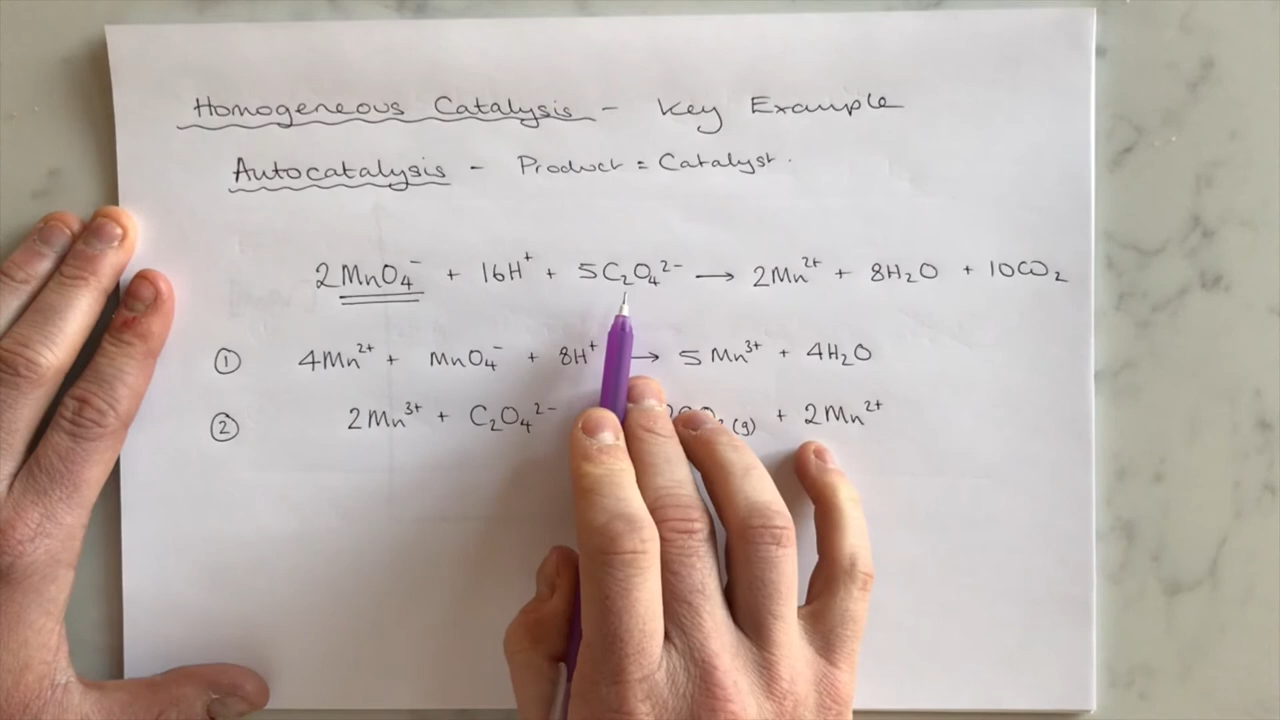 Homogeneous Catalysis - Key Example
Autocatalysis - Product = Catalyst.
2MnO₄⁻ + 16H⁺ + 5C₂O₄²⁻ → 2Mn²⁺ + 8H₂O + 10CO₂
① 4Mn²⁺ + MnO₄⁻ + 8H⁺ → 5Mn³⁺ + 4H₂O
② 2Mn³⁺ + C₂O₄²⁻ (g) + 2Mn²⁺